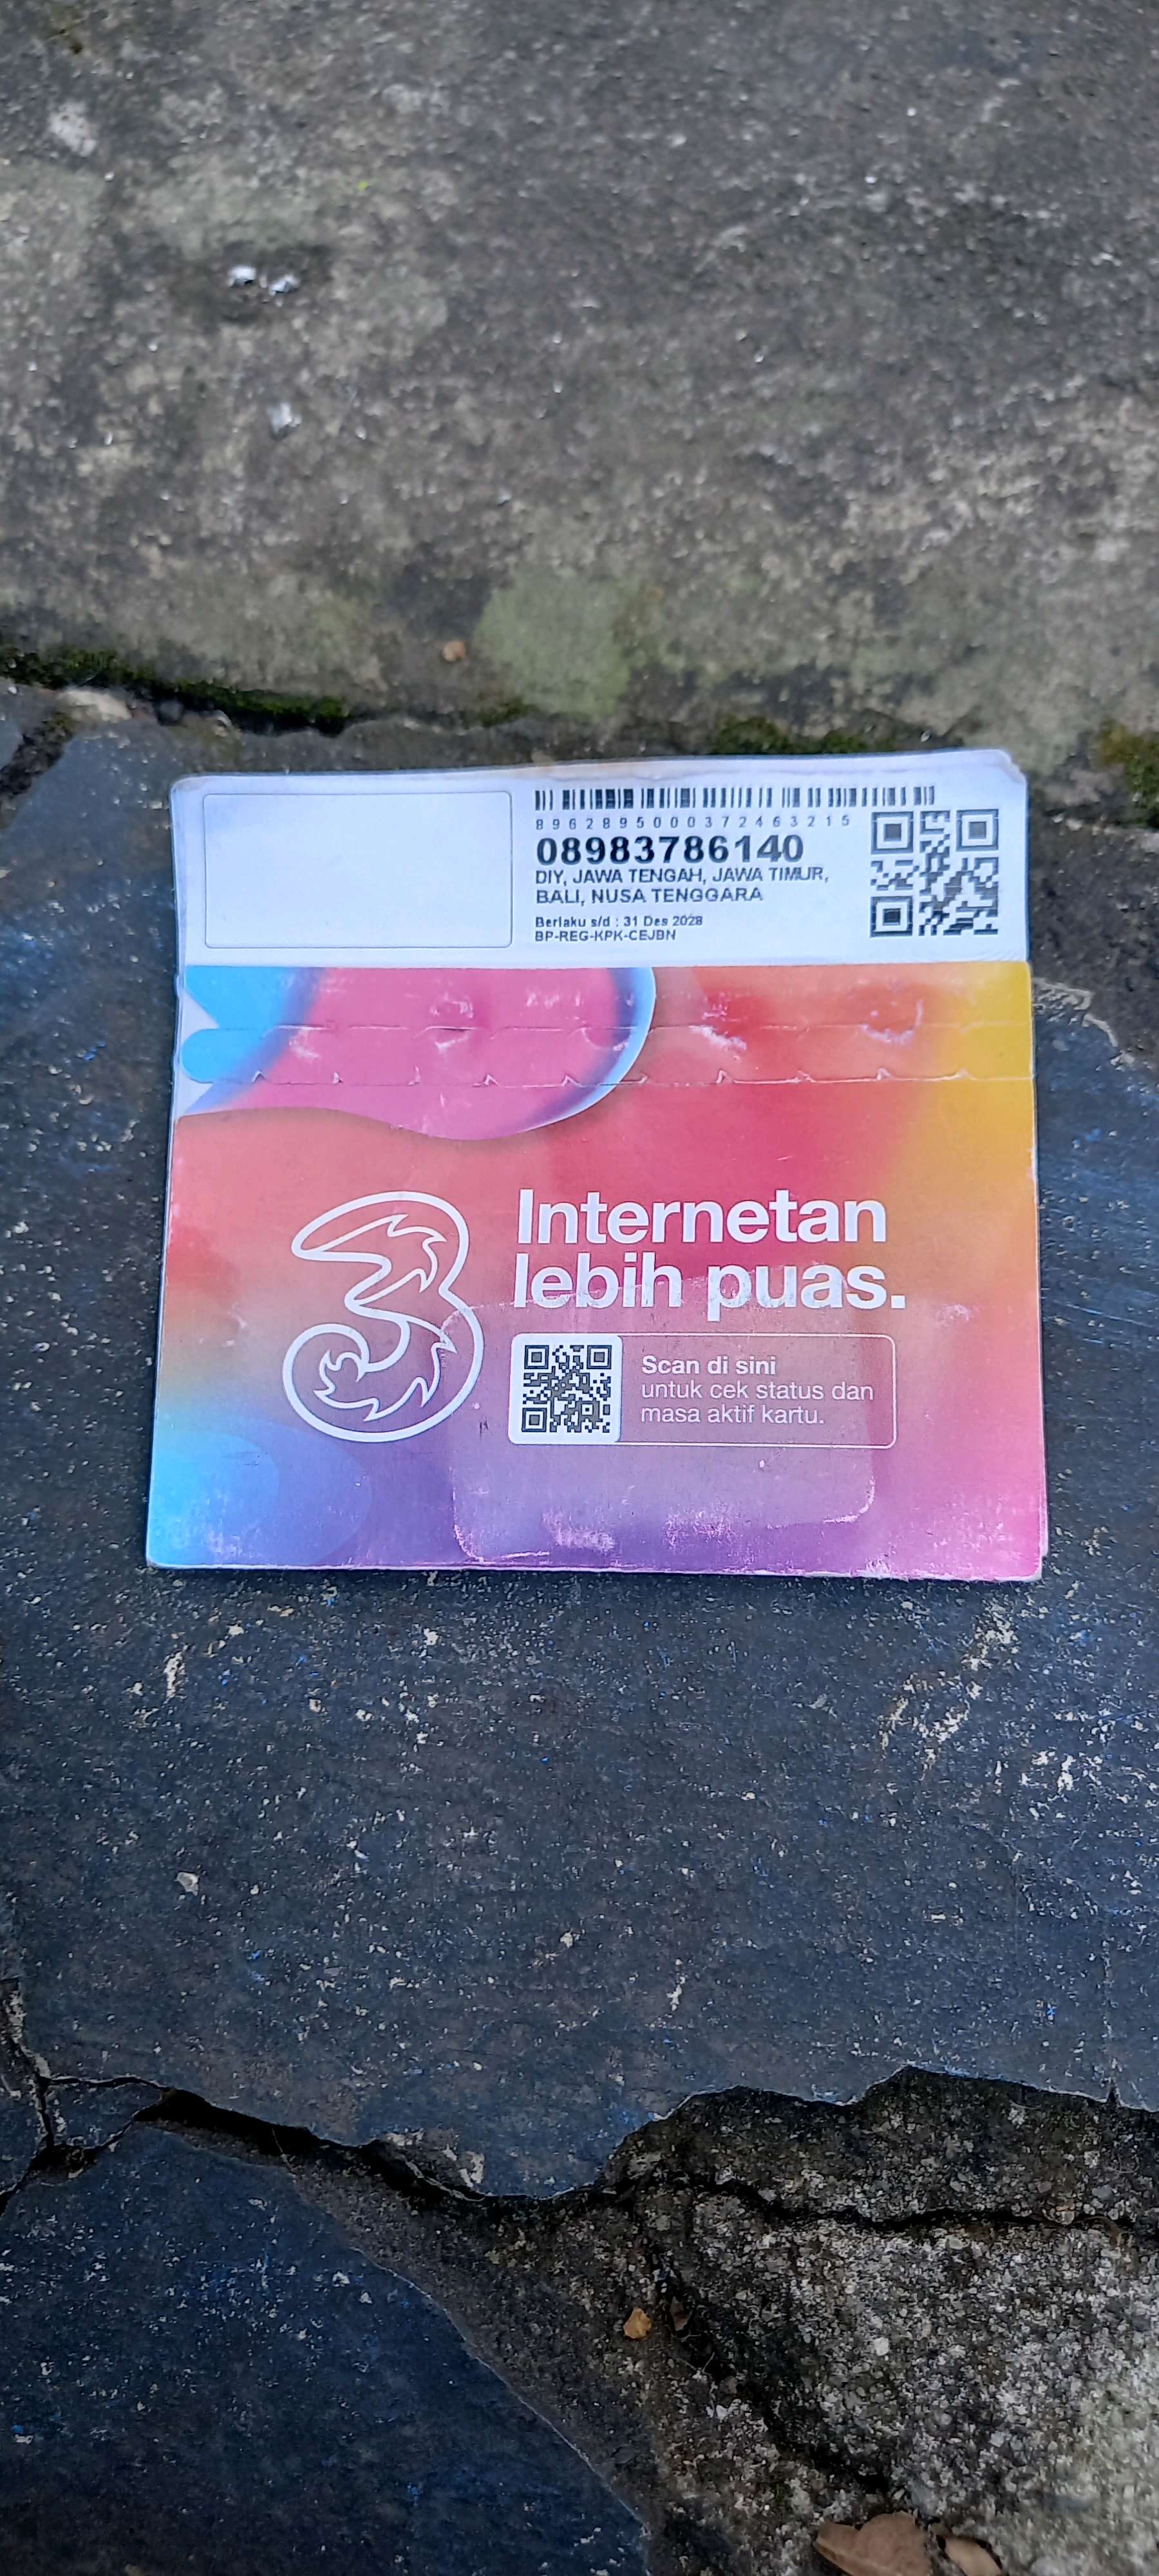 8962895000372463215
08983786140
DIY, JAWA TENGAH, JAWA TIMUR,
BALI, NUSA TENGGARA
Berlaku s/d : 31 Des 2028
BP-REG-KPK-CEJBN
3
Internetan
lebih puas.
Scan di sini
untuk cek status dan
masa aktif kartu.